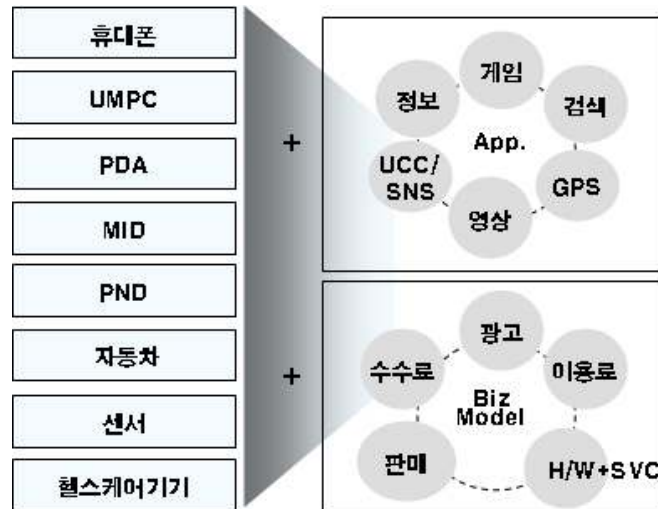 휴대폰
UMPC
PDA
MID
PND
자동차
센서
헬스케어기기
+
+
게임
정보
검색
App.
UCC/
SNS
GPS
영상
광고
수수료
이용료
Biz
Model
판매
H/W+SVC